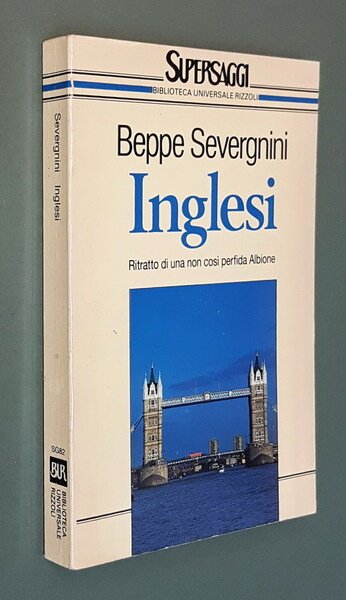 SUPERSAGGI
BIBLIOTECA UNIVERSALE RIZZOLI
Beppe Severgnini
Inglesi
Ritratto di una non così perfida Albione
Severgnini Inglesi
SG82
BUR
BIBLIOTECA
UNIVERSALE
RIZZOLI